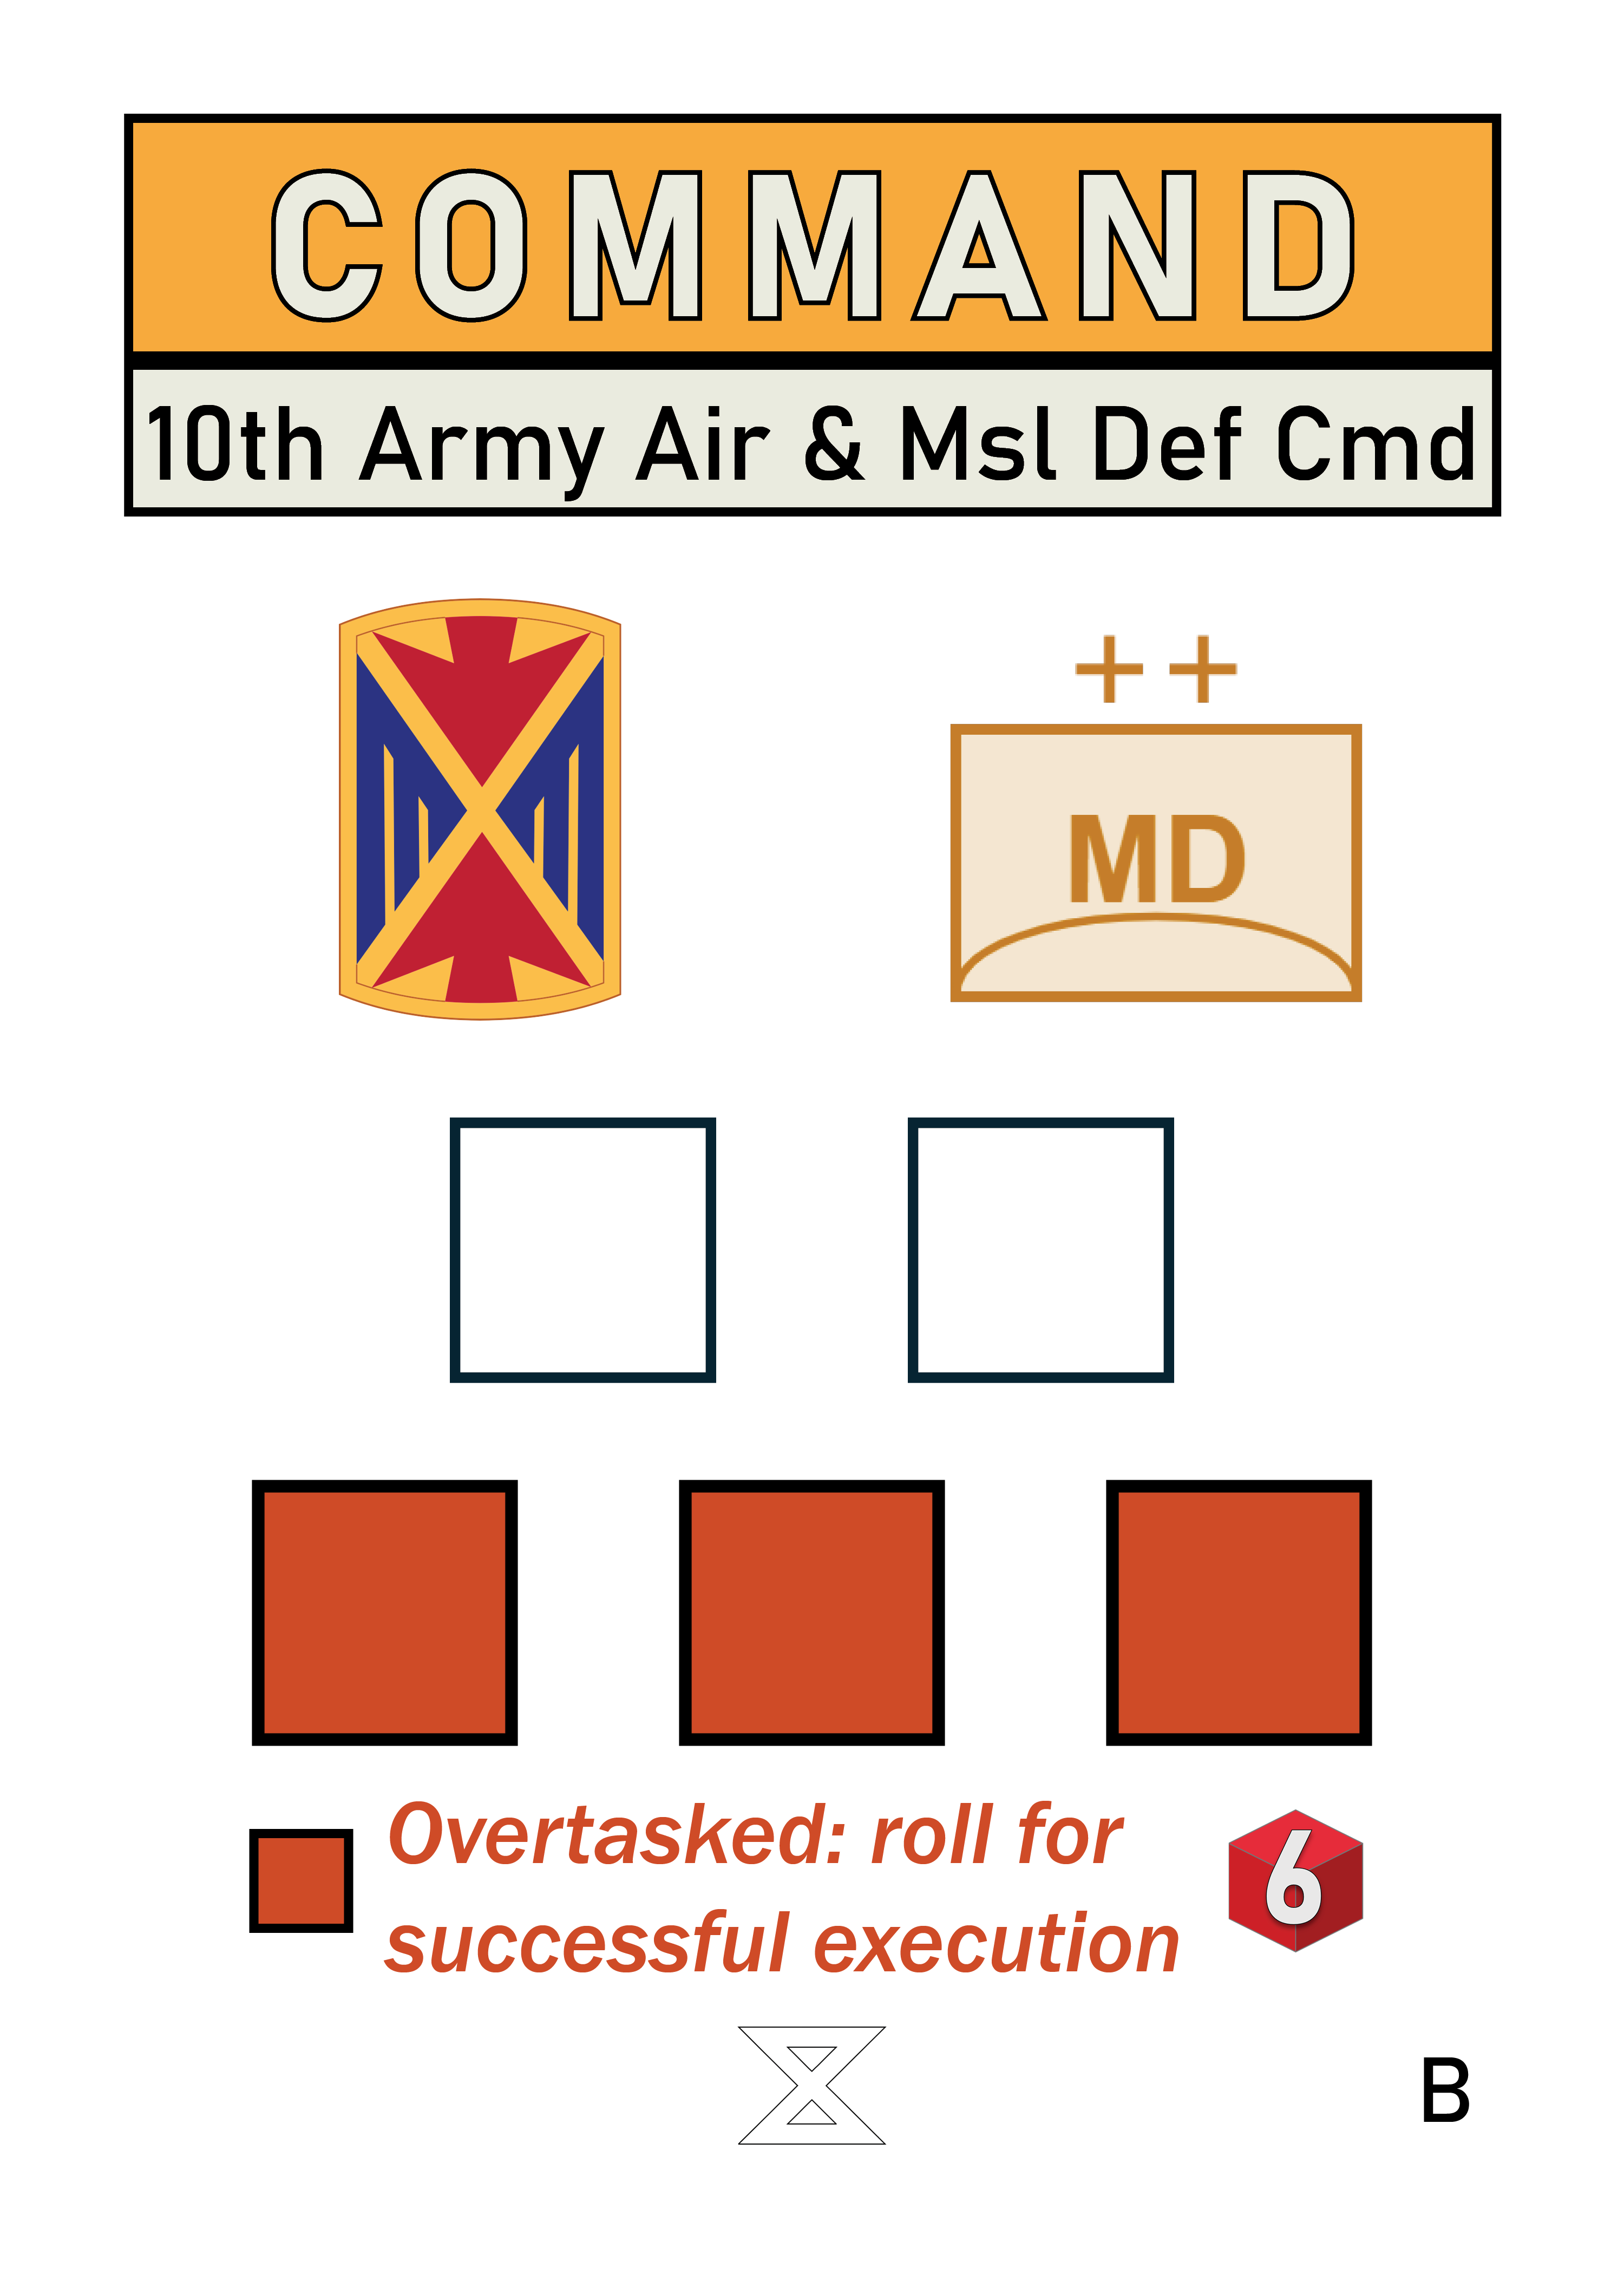 COMMAND
10th Army Air & Msl Def Cmd
++
MD
Overtasked: roll for
successful execution
6
B